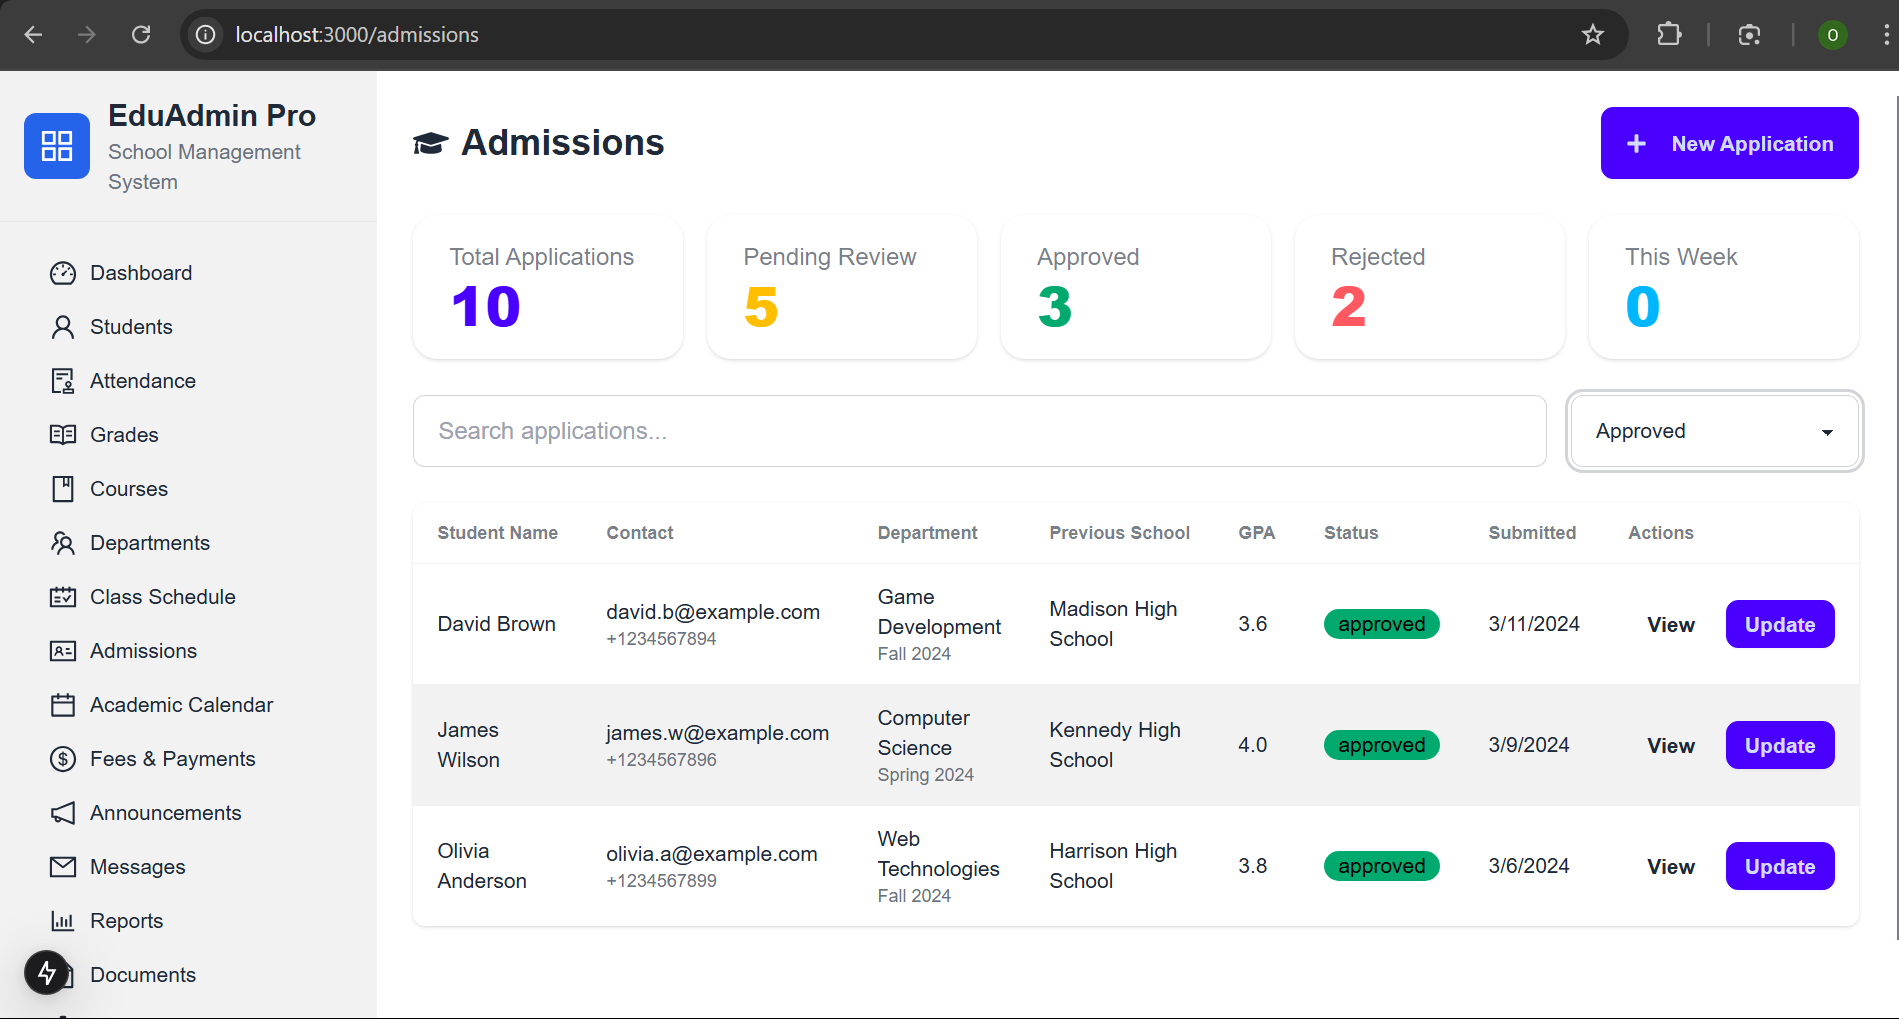 localhost:3000/admissions
O
EduAdmin Pro
School Management
System
Dashboard
Students
Attendance
Grades
Courses
Departments
Class Schedule
Admissions
Academic Calendar
Fees & Payments
Announcements
Messages
Reports
Documents
Admissions
New Application
Total Applications
10
Pending Review
5
Approved
3
Rejected
2
This Week
0
Search applications...
Approved
Student Name Contact Department Previous School GPA Status Submitted Actions
David Brown
david.b@example.com
+1234567894
Game
Development
Fall 2024
Madison High
School
3.6
approved
3/11/2024
View
Update
James
Wilson
james.w@example.com
+1234567896
Computer
Science
Spring 2024
Kennedy High
School
4.0
approved
3/9/2024
View
Update
Olivia
Anderson
olivia.a@example.com
+1234567899
Web
Technologies
Fall 2024
Harrison High
School
3.8
approved
3/6/2024
View
Update